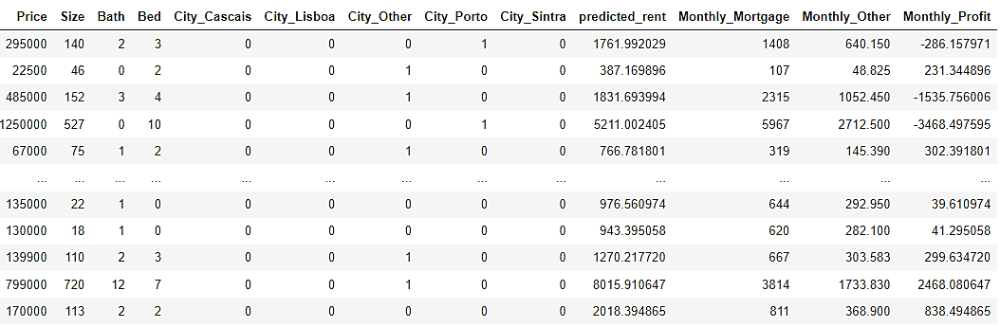 Price Size Bath Bed City_Cascais City_Lisboa City_Other City_Porto City_Sintra predicted_rent Monthly_Mortgage Monthly_Other Monthly_Profit
295000 140 2 3 0 0 0 1 0 1761.992029 1408 640.150 -286.157971
22500 46 0 2 0 0 1 0 0 387.169896 107 48.825 231.344896
485000 152 3 4 0 0 1 0 0 1831.693994 2315 1052.450 -1535.756006
1250000 527 0 10 0 0 0 1 0 5211.002405 5967 2712.500 -3468.497595
67000 75 1 2 0 0 1 0 0 766.781801 319 145.390 302.391801
... ... ... ... ... ... ... ... ... ... ... ... ...
135000 22 1 0 0 0 0 0 0 976.560974 644 292.950 39.610974
130000 18 1 0 0 0 0 0 0 943.395058 620 282.100 41.295058
139900 110 2 3 0 0 1 0 0 1270.217720 667 303.583 299.634720
799000 720 12 7 0 0 1 0 0 8015.910647 3814 1733.830 2468.080647
170000 113 2 2 0 0 0 0 0 2018.394865 811 368.900 838.494865